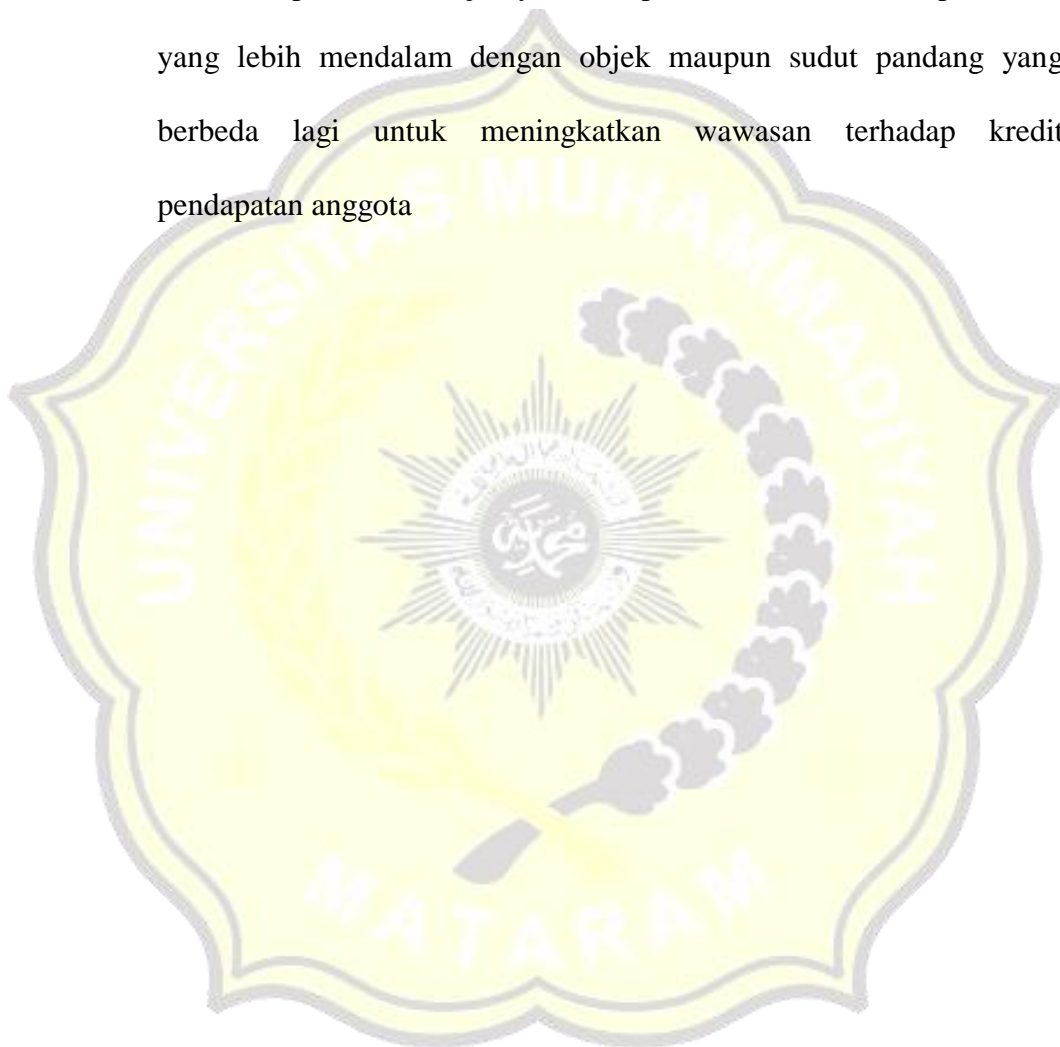 yang lebih mendalam dengan objek maupun sudut pandang yang
berbeda lagi untuk meningkatkan wawasan terhadap kredit
pendapatan anggota
UNIVERSITAS MUHAMMADIYAH
MATARAM